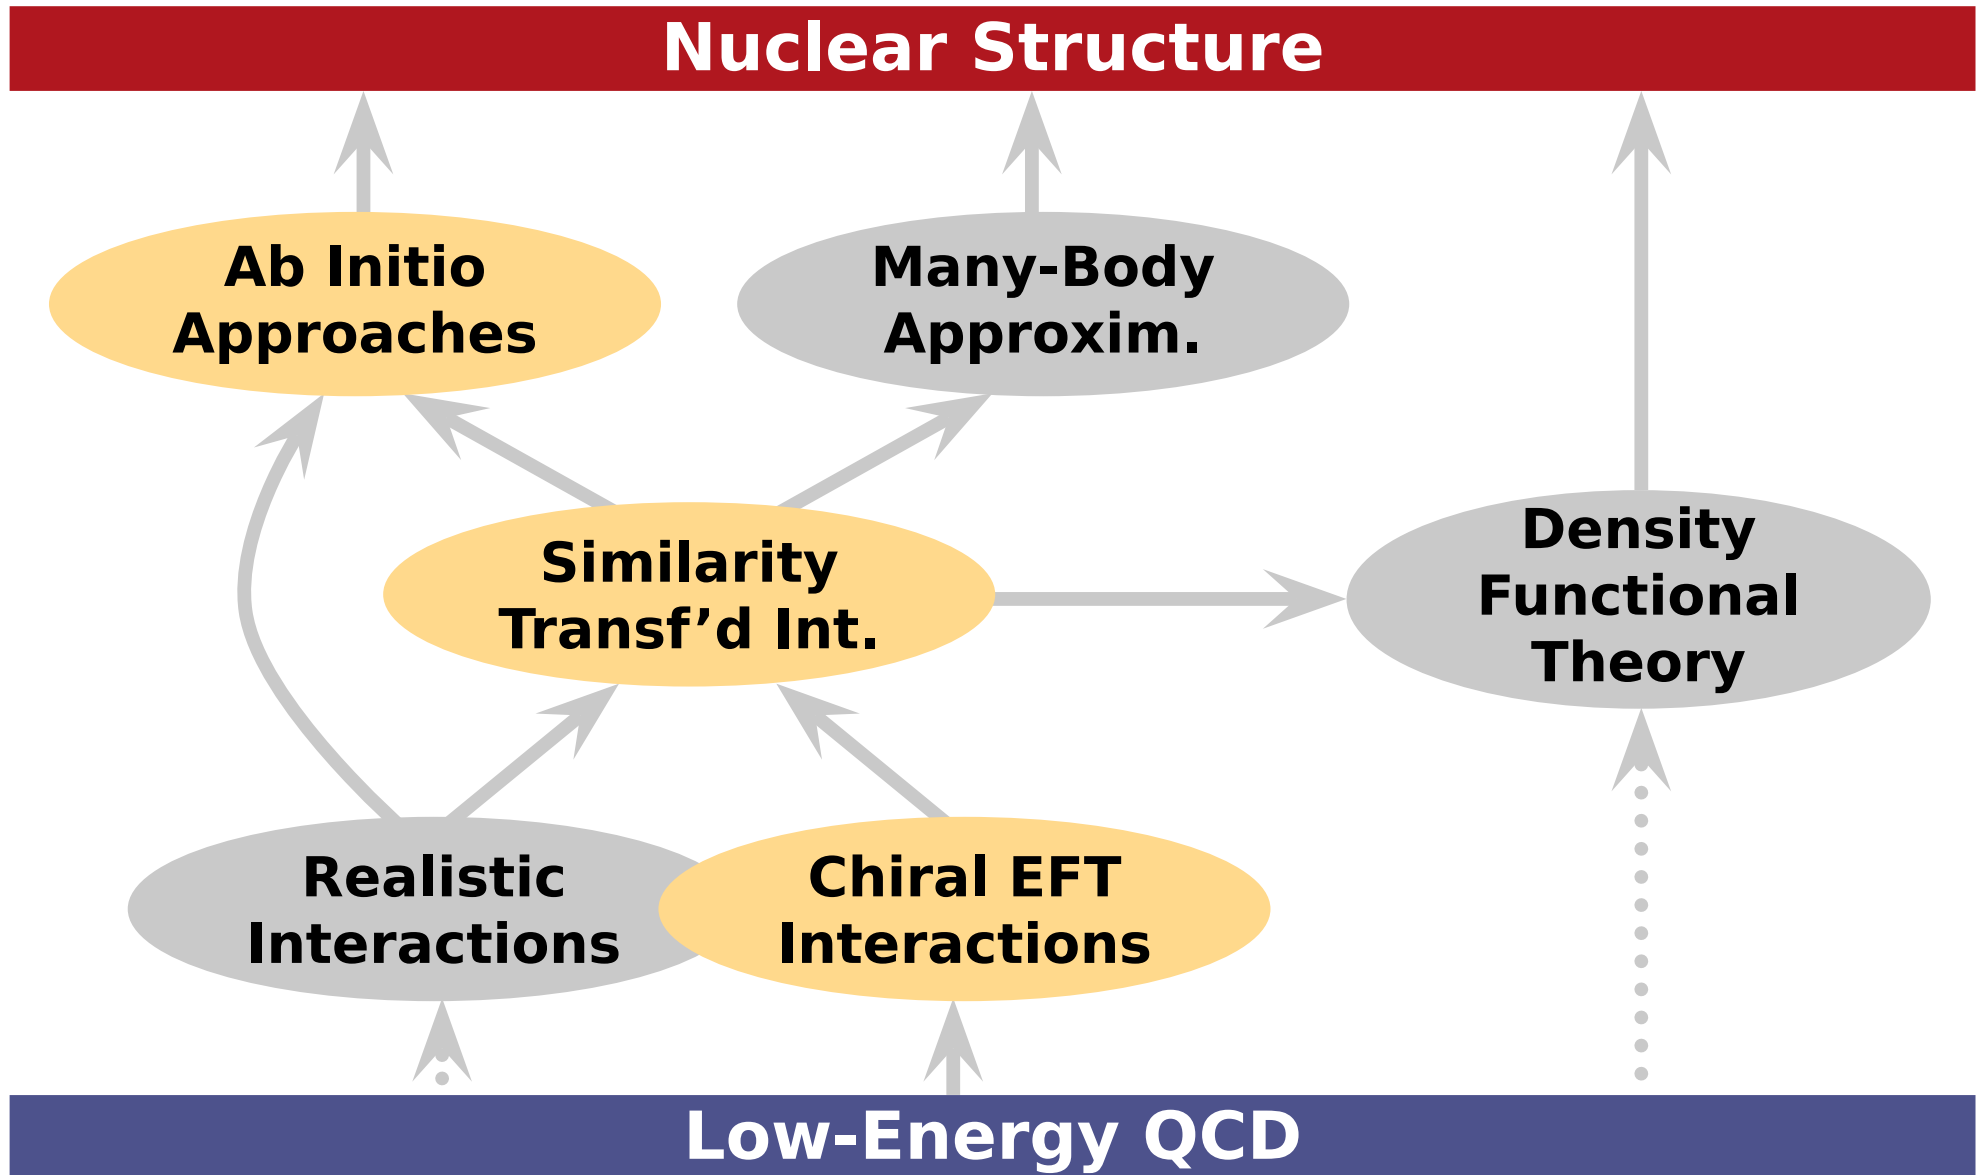 Nuclear Structure
Ab Initio
Approaches
Many-Body
Approxim.
Similarity
Transf’d Int.
Density
Functional
Theory
Realistic
Interactions
Chiral EFT
Interactions
Low-Energy QCD